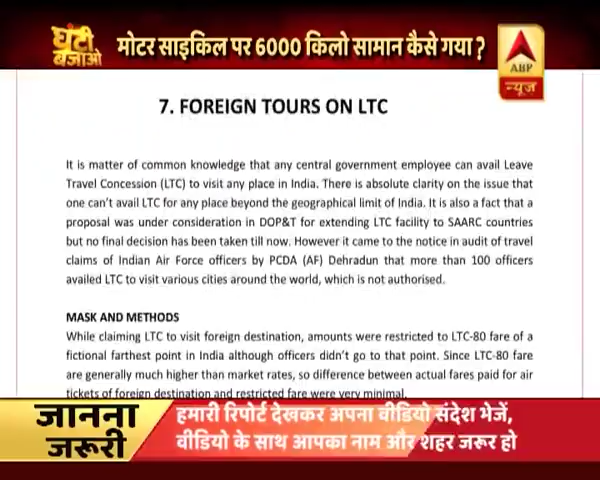 घंटी
बजाओ
मोटर साइकिल पर 6000 किलो सामान कैसे गया ?
ABP
न्यूज़
7. FOREIGN TOURS ON LTC
It is matter of common knowledge that any central government employee can avail Leave
Travel Concession (LTC) to visit any place in India. There is absolute clarity on the issue that
one can't avail LTC for any place beyond the geographical limit of India. It is also a fact that a
proposal was under consideration in DOP&T for extending LTC facility to SAARC countries
but no final decision has been taken till now. However it came to the notice in audit of travel
claims of Indian Air Force officers by PCDA (AF) Dehradun that more than 100 officers
availed LTC to visit various cities around the world, which is not authorised.
MASK AND METHODS
While claiming LTC to visit foreign destination, amounts were restricted to LTC-80 fare of a
fictional farthest point in India although officers didn't go to that point. Since LTC-80 fare
are generally much higher than market rates, so difference between actual fares paid for air
tickets of foreign destination and restricted fare were very minimal.
जानना
जरूरी
हमारी रिपोर्ट देखकर अपना वीडियो संदेश भेजें,
वीडियो के साथ आपका नाम और शहर जरूर हो